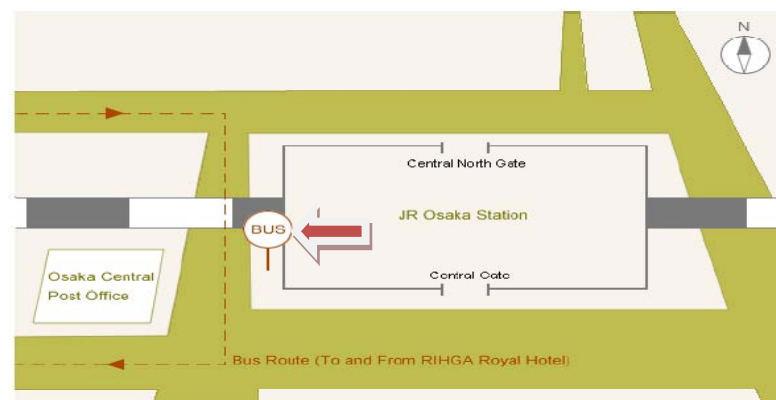 N
Central North Gate
JR Osaka Station
BUS
Central Gate
Osaka Central
Post Office
Bus Route (To and From RIHGA Royal Hotel)